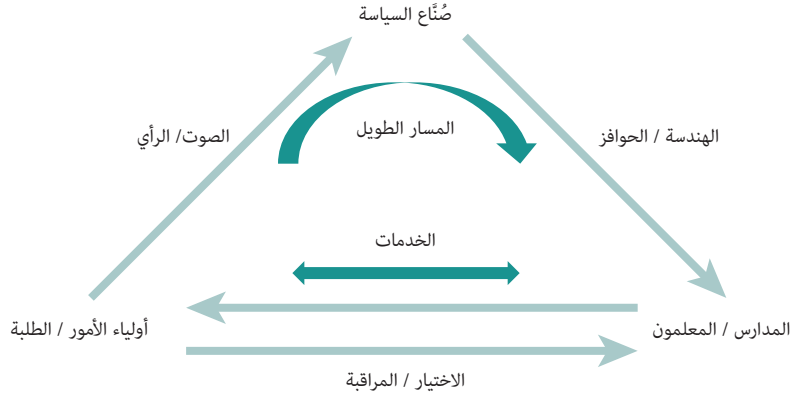 صُنَّاع السياسة
المسار الطويل
الهندسة / الحوافز
الصوت/ الرأي
الخدمات
المدارس / المعلمون
أولياء الأمور / الطلبة
الاختيار / المراقبة